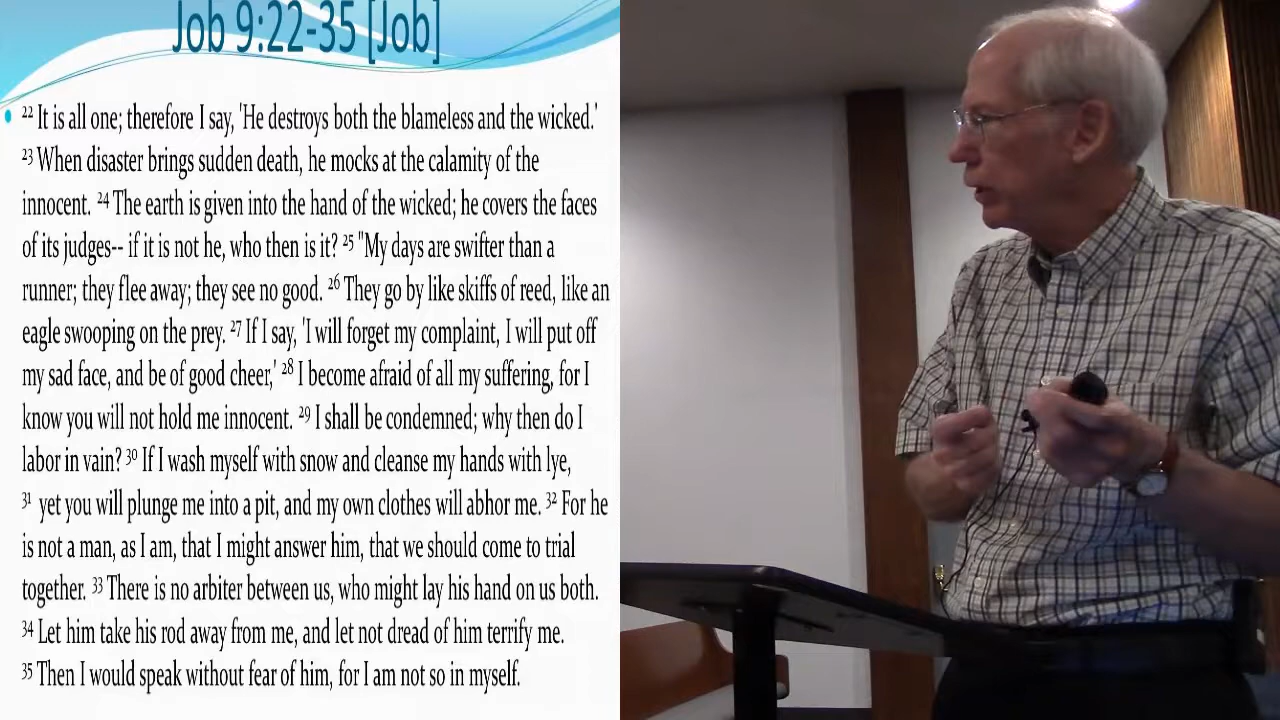 Job 9:22-35 [Job]
• ²² It is all one; therefore I say, 'He destroys both the blameless and the wicked.'
²³ When disaster brings sudden death, he mocks at the calamity of the
innocent. ²⁴ The earth is given into the hand of the wicked; he covers the faces
of its judges-- if it is not he, who then is it? ²⁵ "My days are swifter than a
runner; they flee away; they see no good. ²⁶ They go by like skiffs of reed, like an
eagle swooping on the prey. ²⁷ If I say, 'I will forget my complaint, I will put off
my sad face, and be of good cheer,' ²⁸ I become afraid of all my suffering, for I
know you will not hold me innocent. ²⁹ I shall be condemned; why then do I
labor in vain? ³⁰ If I wash myself with snow and cleanse my hands with lye,
³¹ yet you will plunge me into a pit, and my own clothes will abhor me. ³² For he
is not a man, as I am, that I might answer him, that we should come to trial
together. ³³ There is no arbiter between us, who might lay his hand on us both.
³⁴ Let him take his rod away from me, and let not dread of him terrify me.
³⁵ Then I would speak without fear of him, for I am not so in myself.